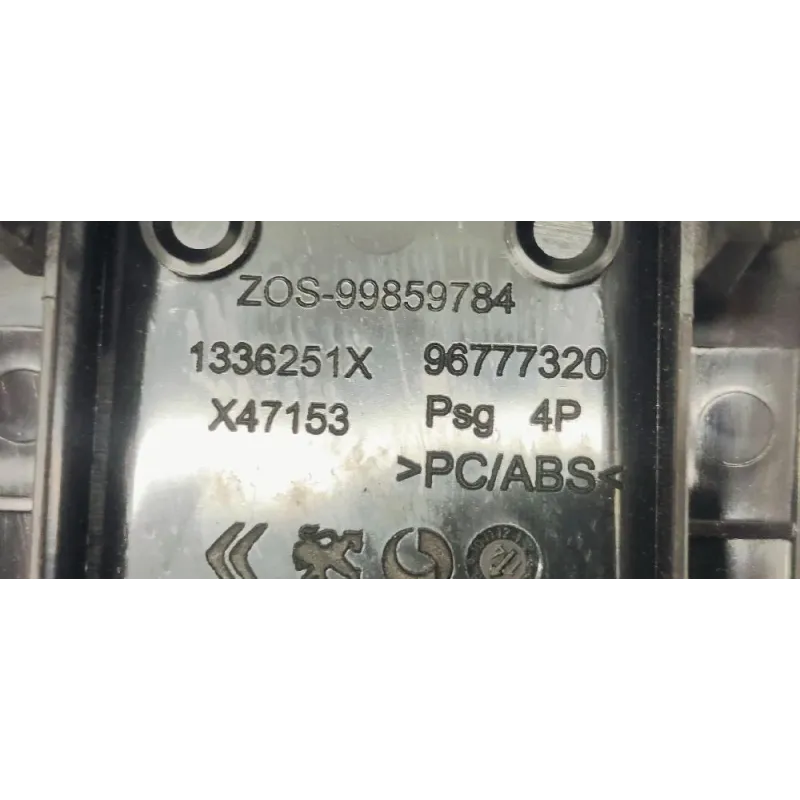 ZOS-99859784
1336251X 96777320
X47153 Psg 4P
>PC/ABS<